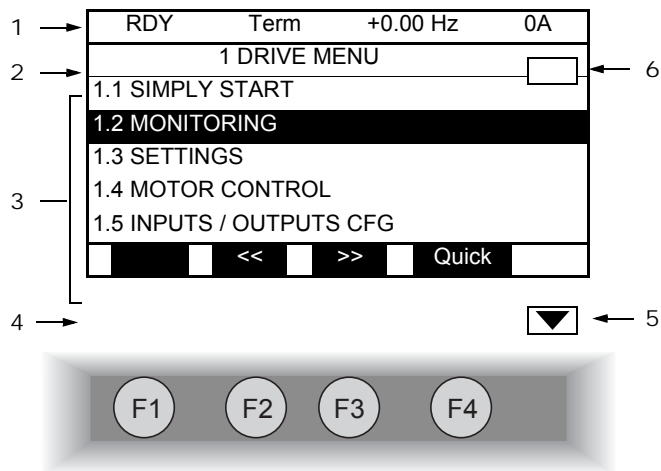 1 RDY Term +0.00 Hz 0A
2 1 DRIVE MENU 6
1.1 SIMPLY START
1.2 MONITORING
1.3 SETTINGS
3 1.4 MOTOR CONTROL
1.5 INPUTS / OUTPUTS CFG
<< >> Quick
4 5
F1 F2 F3 F4